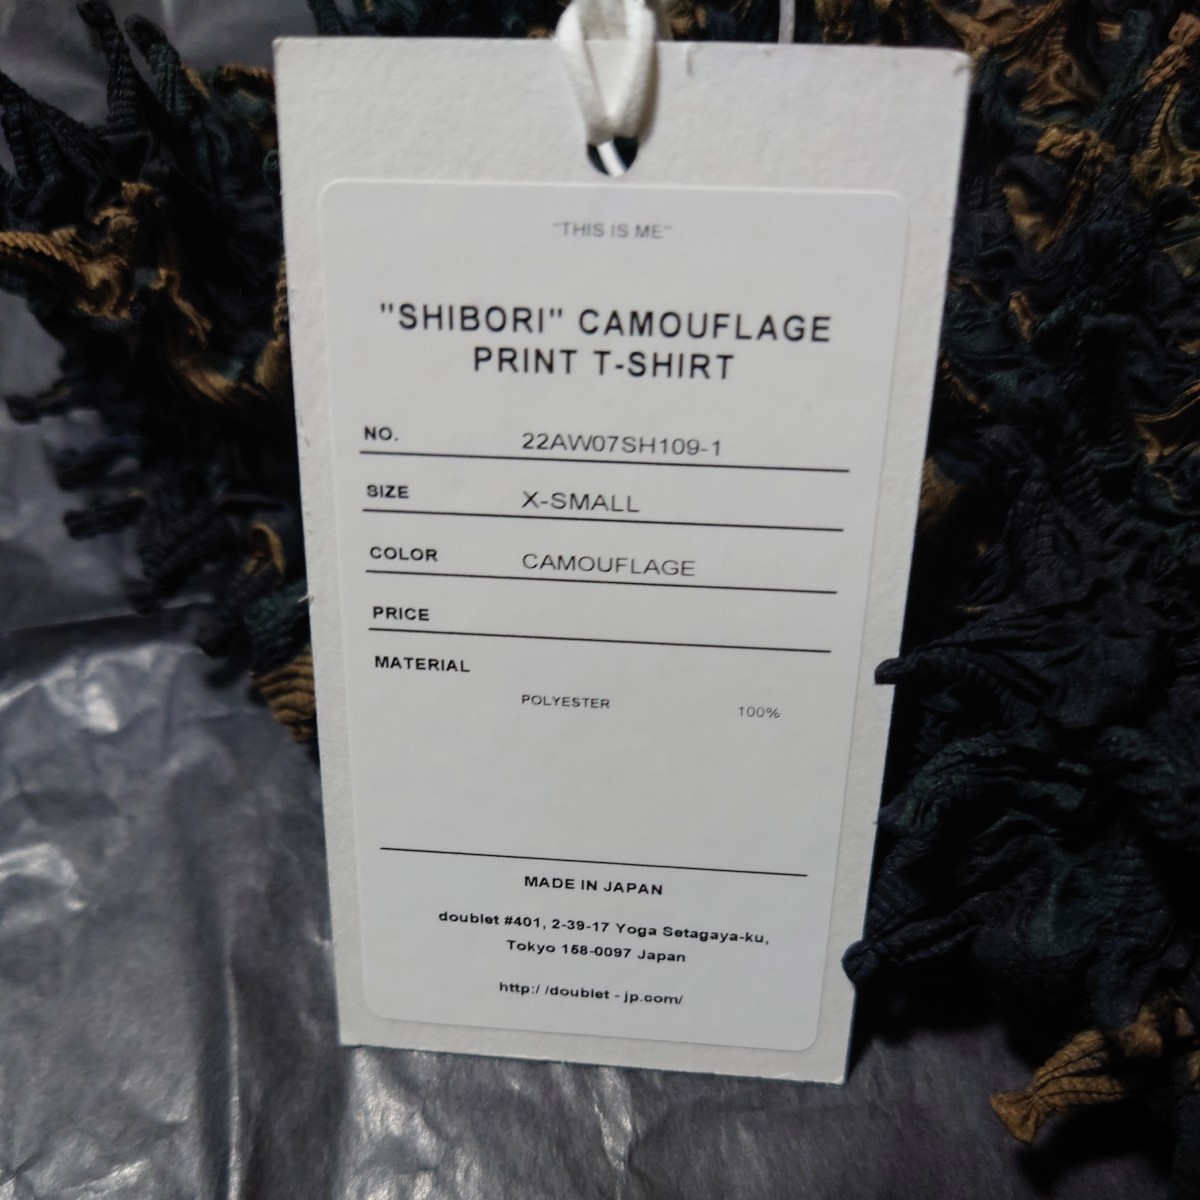 "THIS IS ME"
"SHIBORI" CAMOUFLAGE
PRINT T-SHIRT
NO. 22AW07SH109-1
SIZE X-SMALL
COLOR CAMOUFLAGE
PRICE
MATERIAL
POLYESTER 100%
MADE IN JAPAN
doublet #401, 2-39-17 Yoga Setagaya-ku,
Tokyo 158-0097 Japan
http://doublet-jp.com/